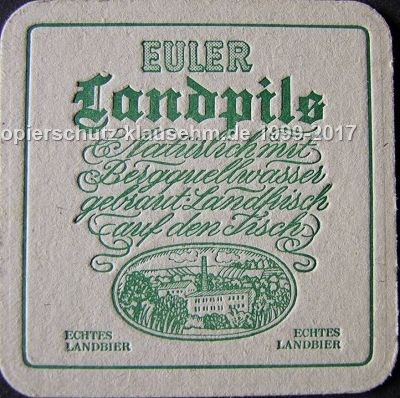 EULER
Landpils
opierschutz klausehm.de 1999-2017
Natürlich mit
Bergquellwasser
gebraut: Landfrisch
auf den Tisch
ECHTES
LANDBIER
ECHTES
LANDBIER